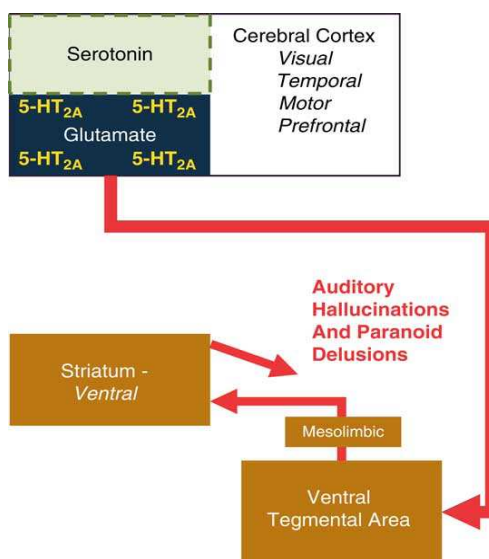 Serotonin
5-HT2A 5-HT2A
Glutamate
5-HT2A 5-HT2A
Cerebral Cortex
Visual
Temporal
Motor
Prefrontal
Auditory
Hallucinations
And Paranoid
Delusions
Striatum -
Ventral
Mesolimbic
Ventral
Tegmental Area